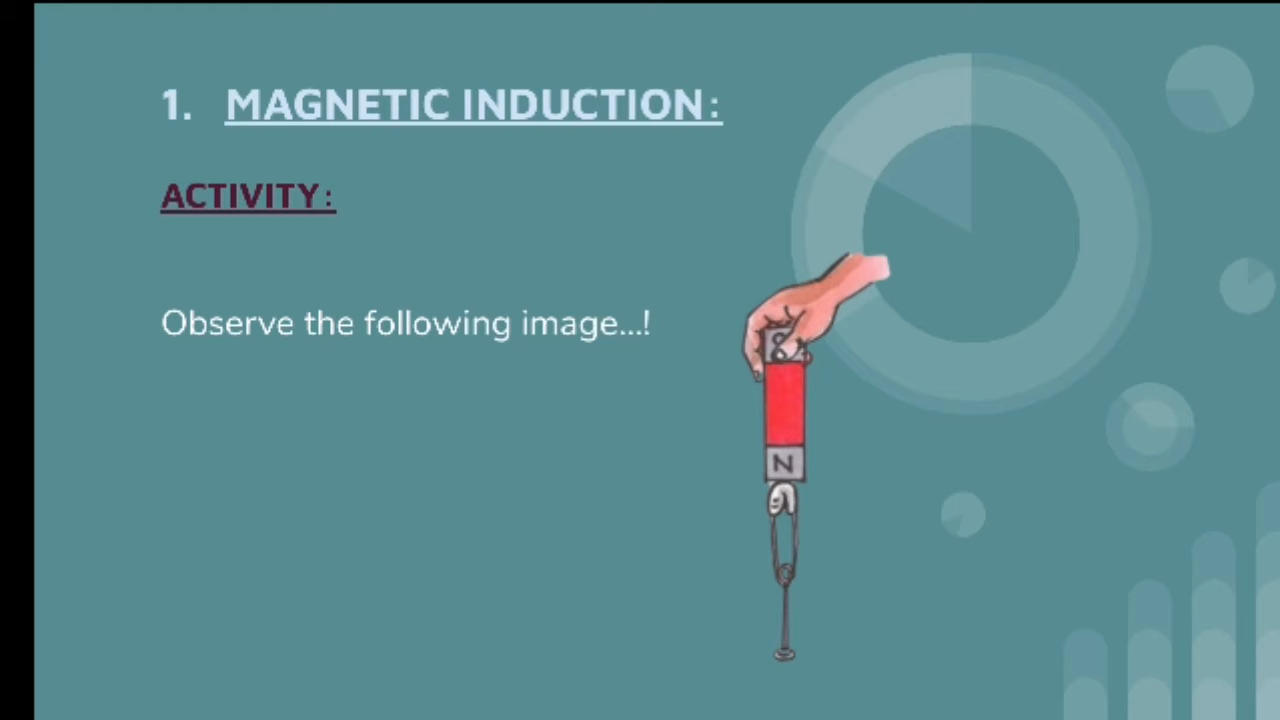 1. MAGNETIC INDUCTION:
ACTIVITY:
Observe the following image...!
N